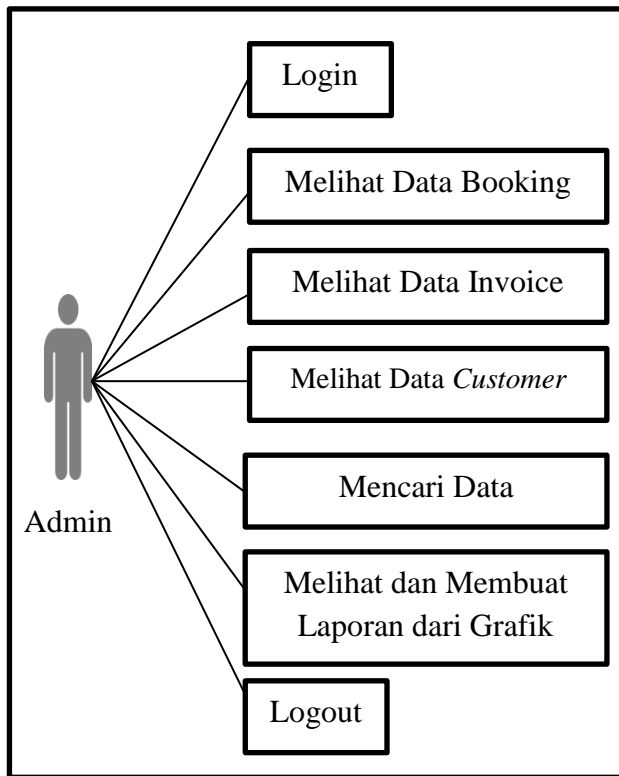 Login
Melihat Data Booking
Melihat Data Invoice
Melihat Data Customer
Mencari Data
Admin
Melihat dan Membuat
Laporan dari Grafik
Logout